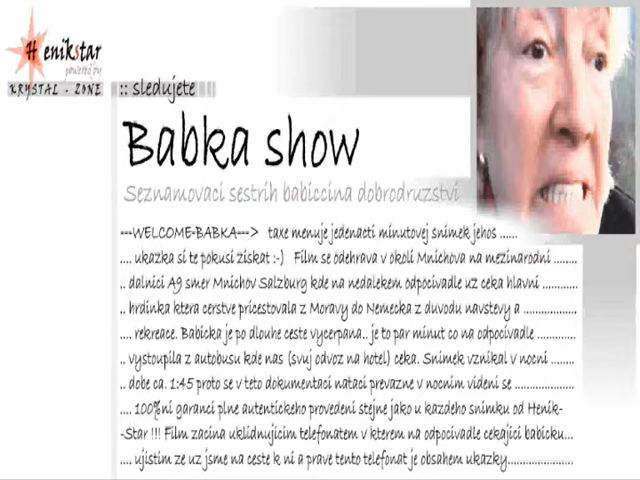 Henikstar
powered by
KRYSTAL - ZONE
:: sledujete
Babka show
Seznamovaci sestrih babiccina dobrodruzstvi
---WELCOME-BABKA---> taxe menuje jedenacti minutovej snimek jehos ......
.... ukazka si te pokusi ziskat :-) Film se odehrava v okoli Mnichova na mezinarodni ........
.. dalnici A9 smer Mnichov Salzburg kde na nedalekem odpocivadle uz ceka hlavni ............
.. hrdinka ktera cerstve pricestovala z Moravy do Nemecka z duvodu navstevy a ..................
.... rekreace. Babicka je po dlouhe ceste vycerpana.. je to par minut co na odpocivadle .............
.. vystoupila z autobusu kde nas (svuj odvoz na hotel) ceka. Snimek vznikal v nocni ........
.. dobe ca. 1:45 proto se v teto dokumentaci nataci prevazne v nocnim videni se ...................
.... 100%ni garanci plne autentickeho provedeni stejne jako u kazdeho snimku od Henik-
-Star !!! Film zacina uklidnujicim telefonatem v kterem na odpocivadle cekajici babicku...
.... ujistim ze uz jsme na ceste k ni a prave tento telefonat je obsahem ukazky...................